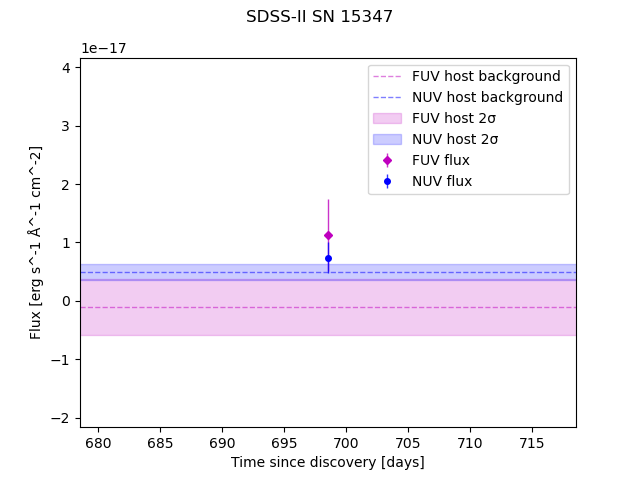 SDSS-II SN 15347
1e−17
4
3
2
1
0
−1
−2
Flux [erg s^-1 Å^-1 cm^-2]
FUV host background
NUV host background
FUV host 2σ
NUV host 2σ
FUV flux
NUV flux
680 685 690 695 700 705 710 715
Time since discovery [days]